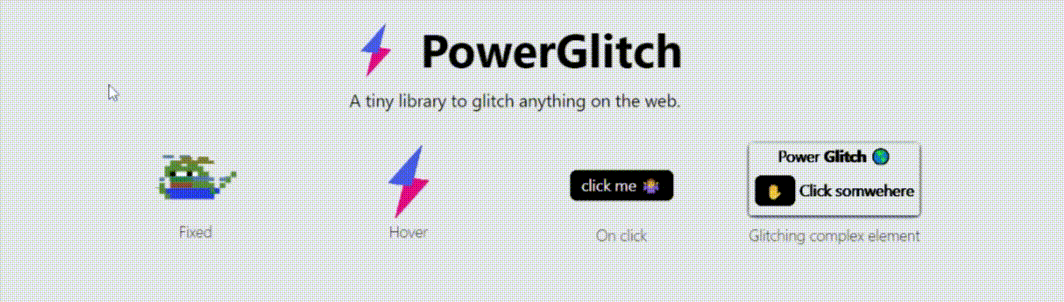 PowerGlitch
A tiny library to glitch anything on the web.
Power Glitch
click me
Click somwehere
Fixed
Hover
On click
Glitching complex element